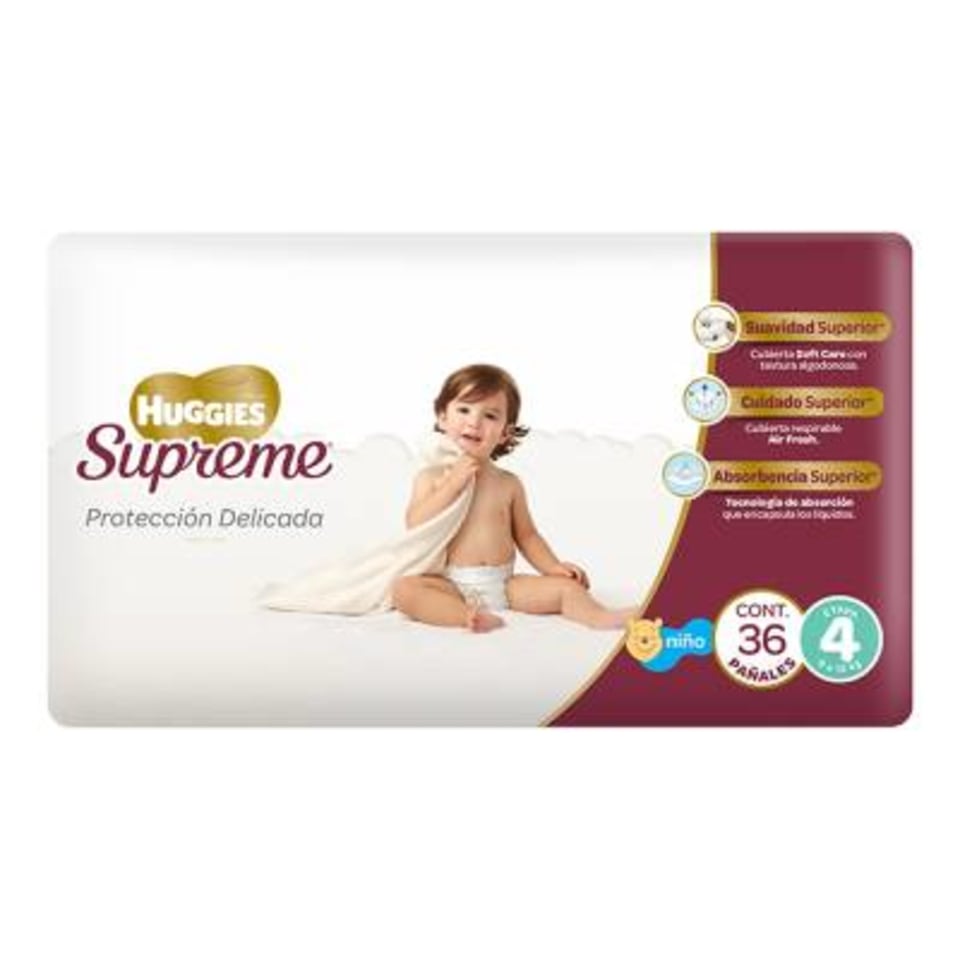 HUGGIES
Supreme
Protección Delicada
Suavidad Superior
Cubierta Soft Care con
textura algodonosa.
Cuidado Superior
Cubierta respirable
Air Fresh.
Absorbencia Superior
Tecnología de absorción
que encapsula los líquidos.
niño
CONT.
36
PAÑALES
ETAPA
4